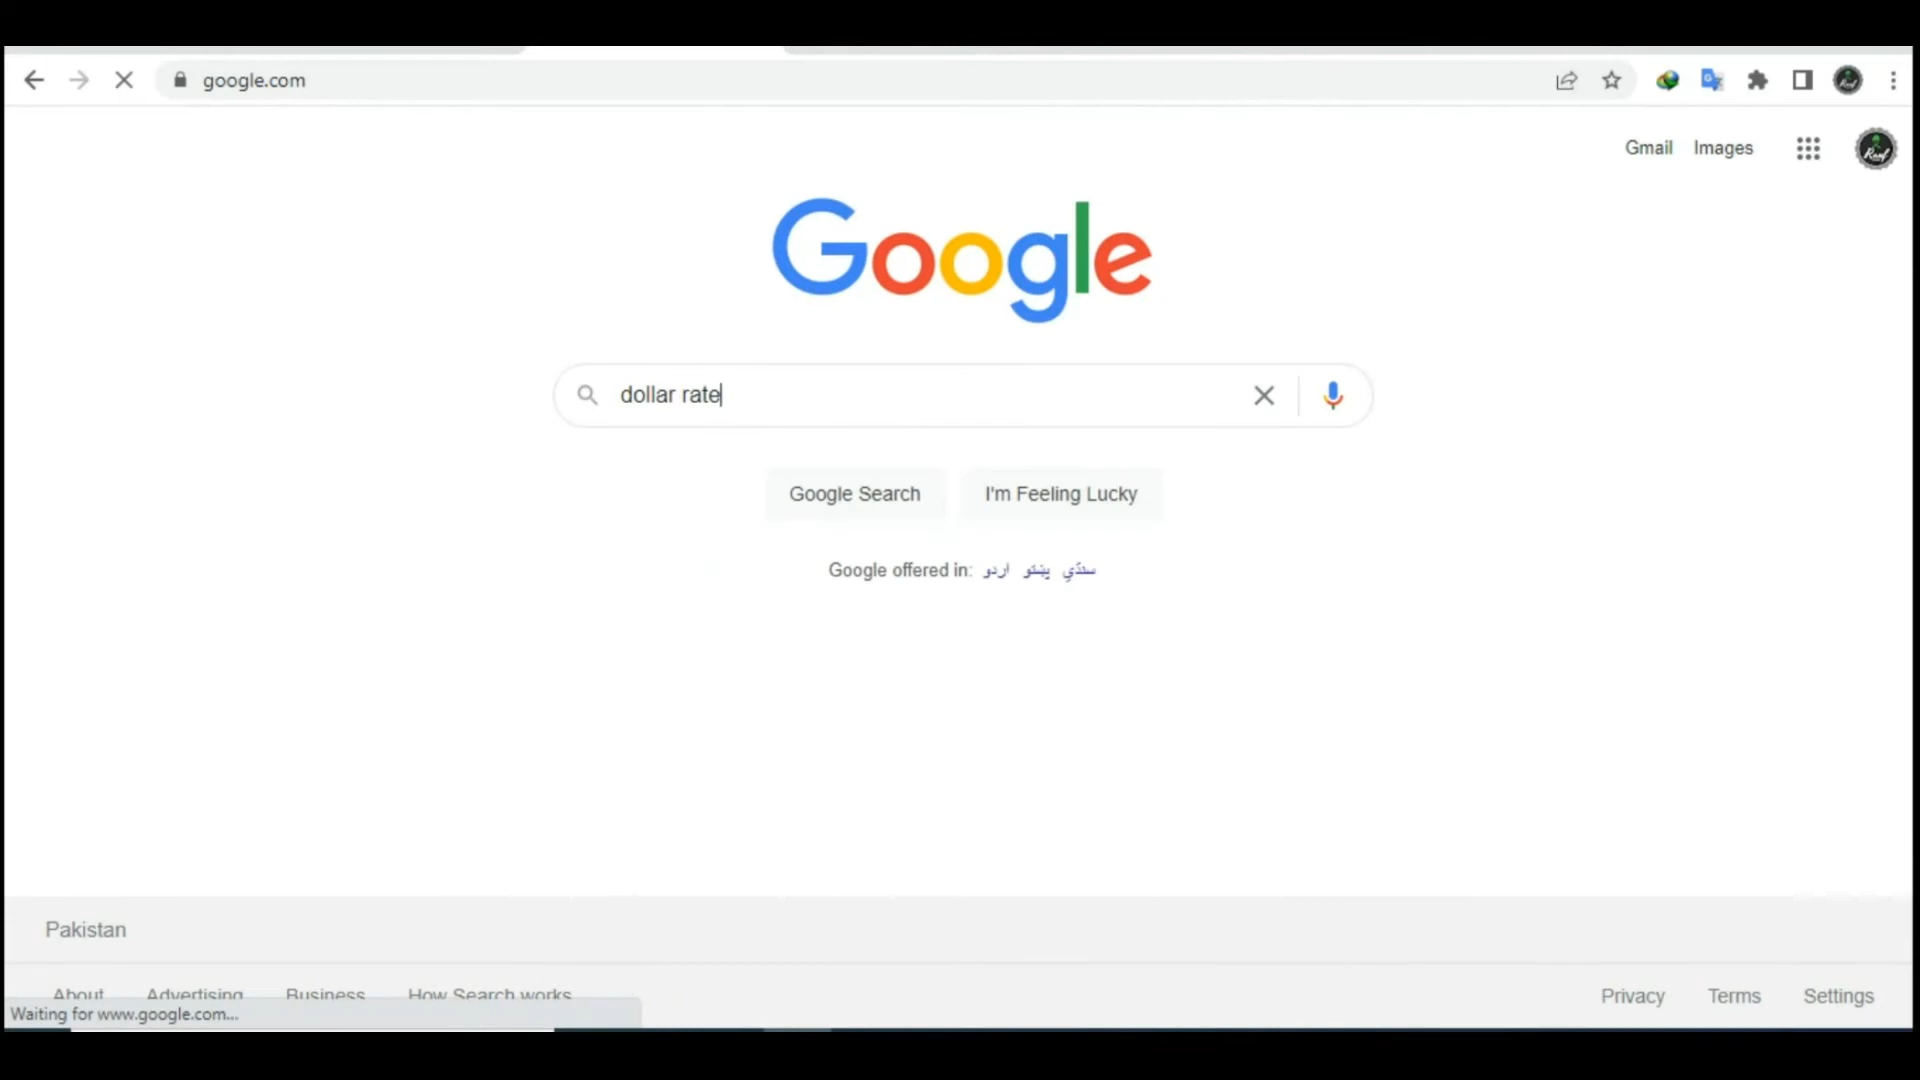 google.com
Gmail Images
Google
dollar rate
Google Search I'm Feeling Lucky
Google offered in: اردو پښتو سنڌي
Pakistan
About Advertising Business How Search works
Privacy Terms Settings
Waiting for www.google.com...